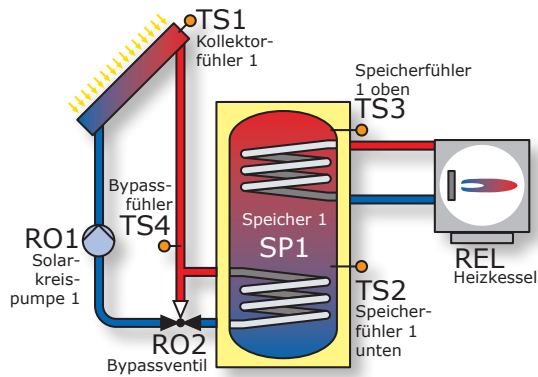 TS1
Kollektor-
fühler 1
Speicherfühler
1 oben
TS3
Bypass-
fühler
TS4
RO1
Solar-
kreis-
pumpe 1
Speicher 1
SP1
REL
Heizkessel
TS2
Speicher-
fühler 1
unten
RO2
Bypassventil